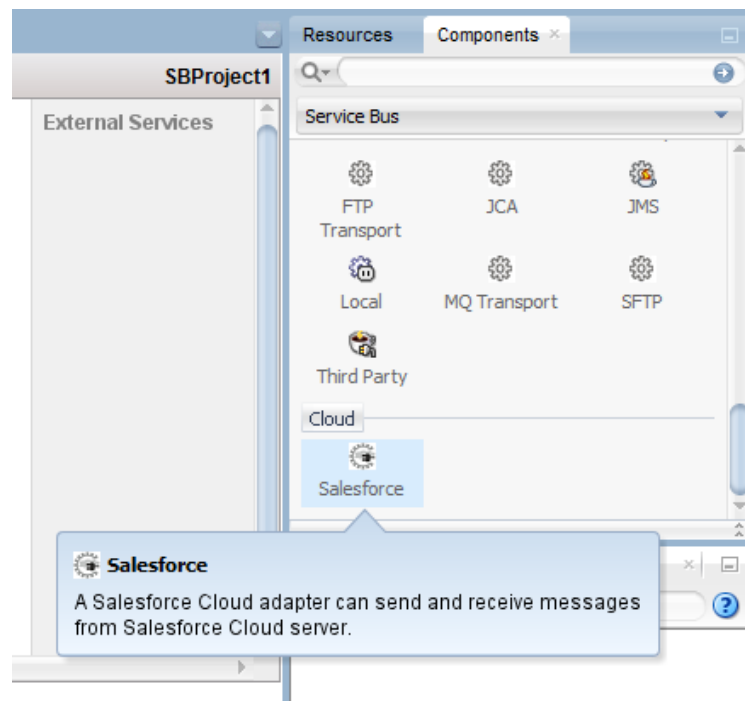 Resources Components
SBProject1
External Services
Service Bus
FTP Transport JCA JMS
Local MQ Transport SFTP
Third Party
Cloud
Salesforce
Salesforce
A Salesforce Cloud adapter can send and receive messages
from Salesforce Cloud server.